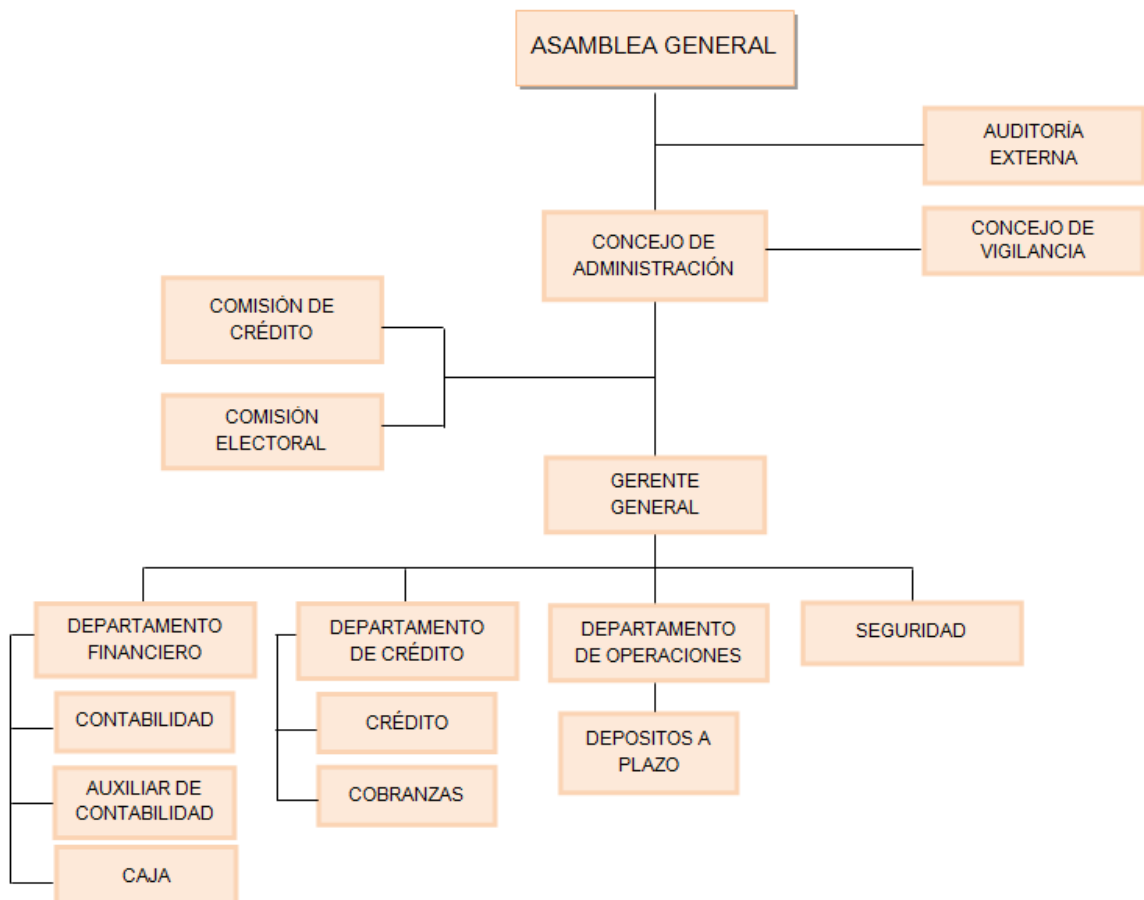 ASAMBLEA GENERAL
AUDITORÍA
EXTERNA
CONCEJO DE
ADMINISTRACIÓN
CONCEJO DE
VIGILANCIA
COMISIÓN DE
CRÉDITO
COMISIÓN
ELECTORAL
GERENTE
GENERAL
DEPARTAMENTO
FINANCIERO
DEPARTAMENTO
DE CRÉDITO
DEPARTAMENTO
DE OPERACIONES
SEGURIDAD
CONTABILIDAD
CRÉDITO
DEPOSITOS A
PLAZO
AUXILIAR DE
CONTABILIDAD
COBRANZAS
CAJA